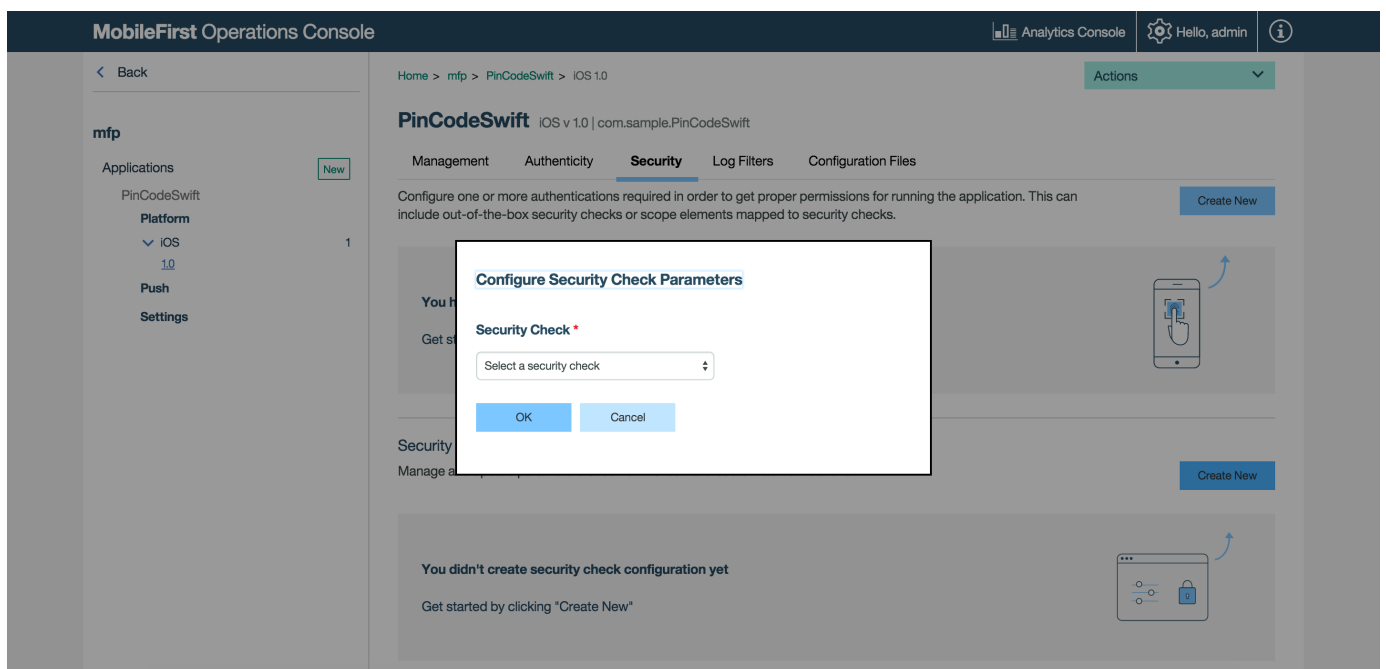 MobileFirst Operations Console
Analytics Console
Hello, admin
Back
mfp
Applications
New
PinCodeSwift
Platform
iOS
1
1.0
Push
Settings
Home > mfp > PinCodeSwift > iOS 1.0
Actions
PinCodeSwift iOS v 1.0 | com.sample.PinCodeSwift
Management
Authenticity
Security
Log Filters
Configuration Files
Configure one or more authentications required in order to get proper permissions for running the application. This can
include out-of-the-box security checks or scope elements mapped to security checks.
Create New
You h
Get st
Configure Security Check Parameters
Security Check *
Select a security check
OK
Cancel
Security
Manage a
Create New
You didn't create security check configuration yet
Get started by clicking "Create New"